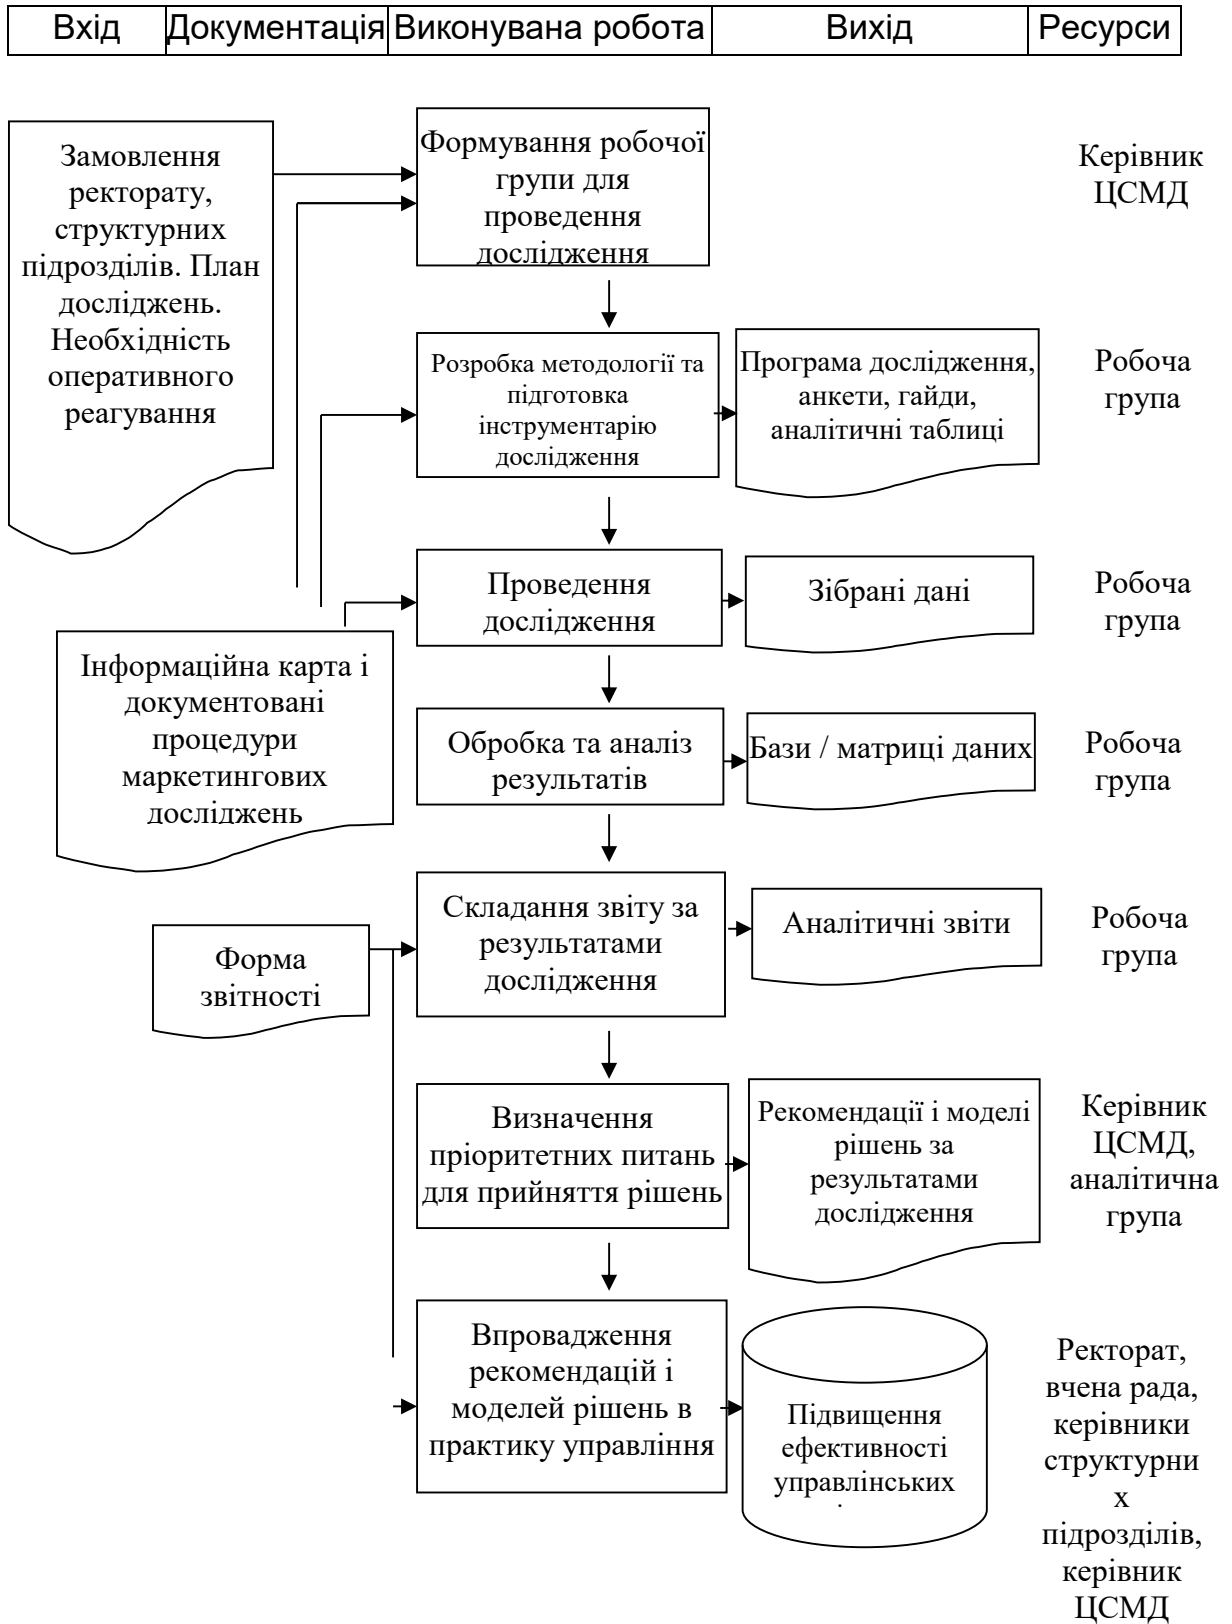 Вхід Документація Виконувана робота Вихід Ресурси
Замовлення
ректорату,
структурних
підрозділів. План
досліджень.
Необхідність
оперативного
реагування
Формування робочої
групи для
проведення
дослідження
Керівник
ЦСМД
Розробка методології та
підготовка
інструментарію
дослідження
Програма дослідження,
анкети, гайди,
аналітичні таблиці
Робоча
група
Проведення
дослідження
Зібрані дані
Робоча
група
Інформаційна карта і
документовані
процедури
маркетингових
досліджень
Обробка та аналіз
результатів
Бази / матриці даних
Робоча
група
Форма
звітності
Складання звіту за
результатами
дослідження
Аналітичні звіти
Робоча
група
Визначення
пріоритетних питань
для прийняття рішень
Рекомендації і моделі
рішень за
результатами
дослідження
Керівник
ЦСМД,
аналітична
група
Впровадження
рекомендацій і
моделей рішень в
практику управління
Підвищення
ефективності
управлінських
Ректорат,
вчена рада,
керівники
структурни
х
підрозділів,
керівник
ЦСМД